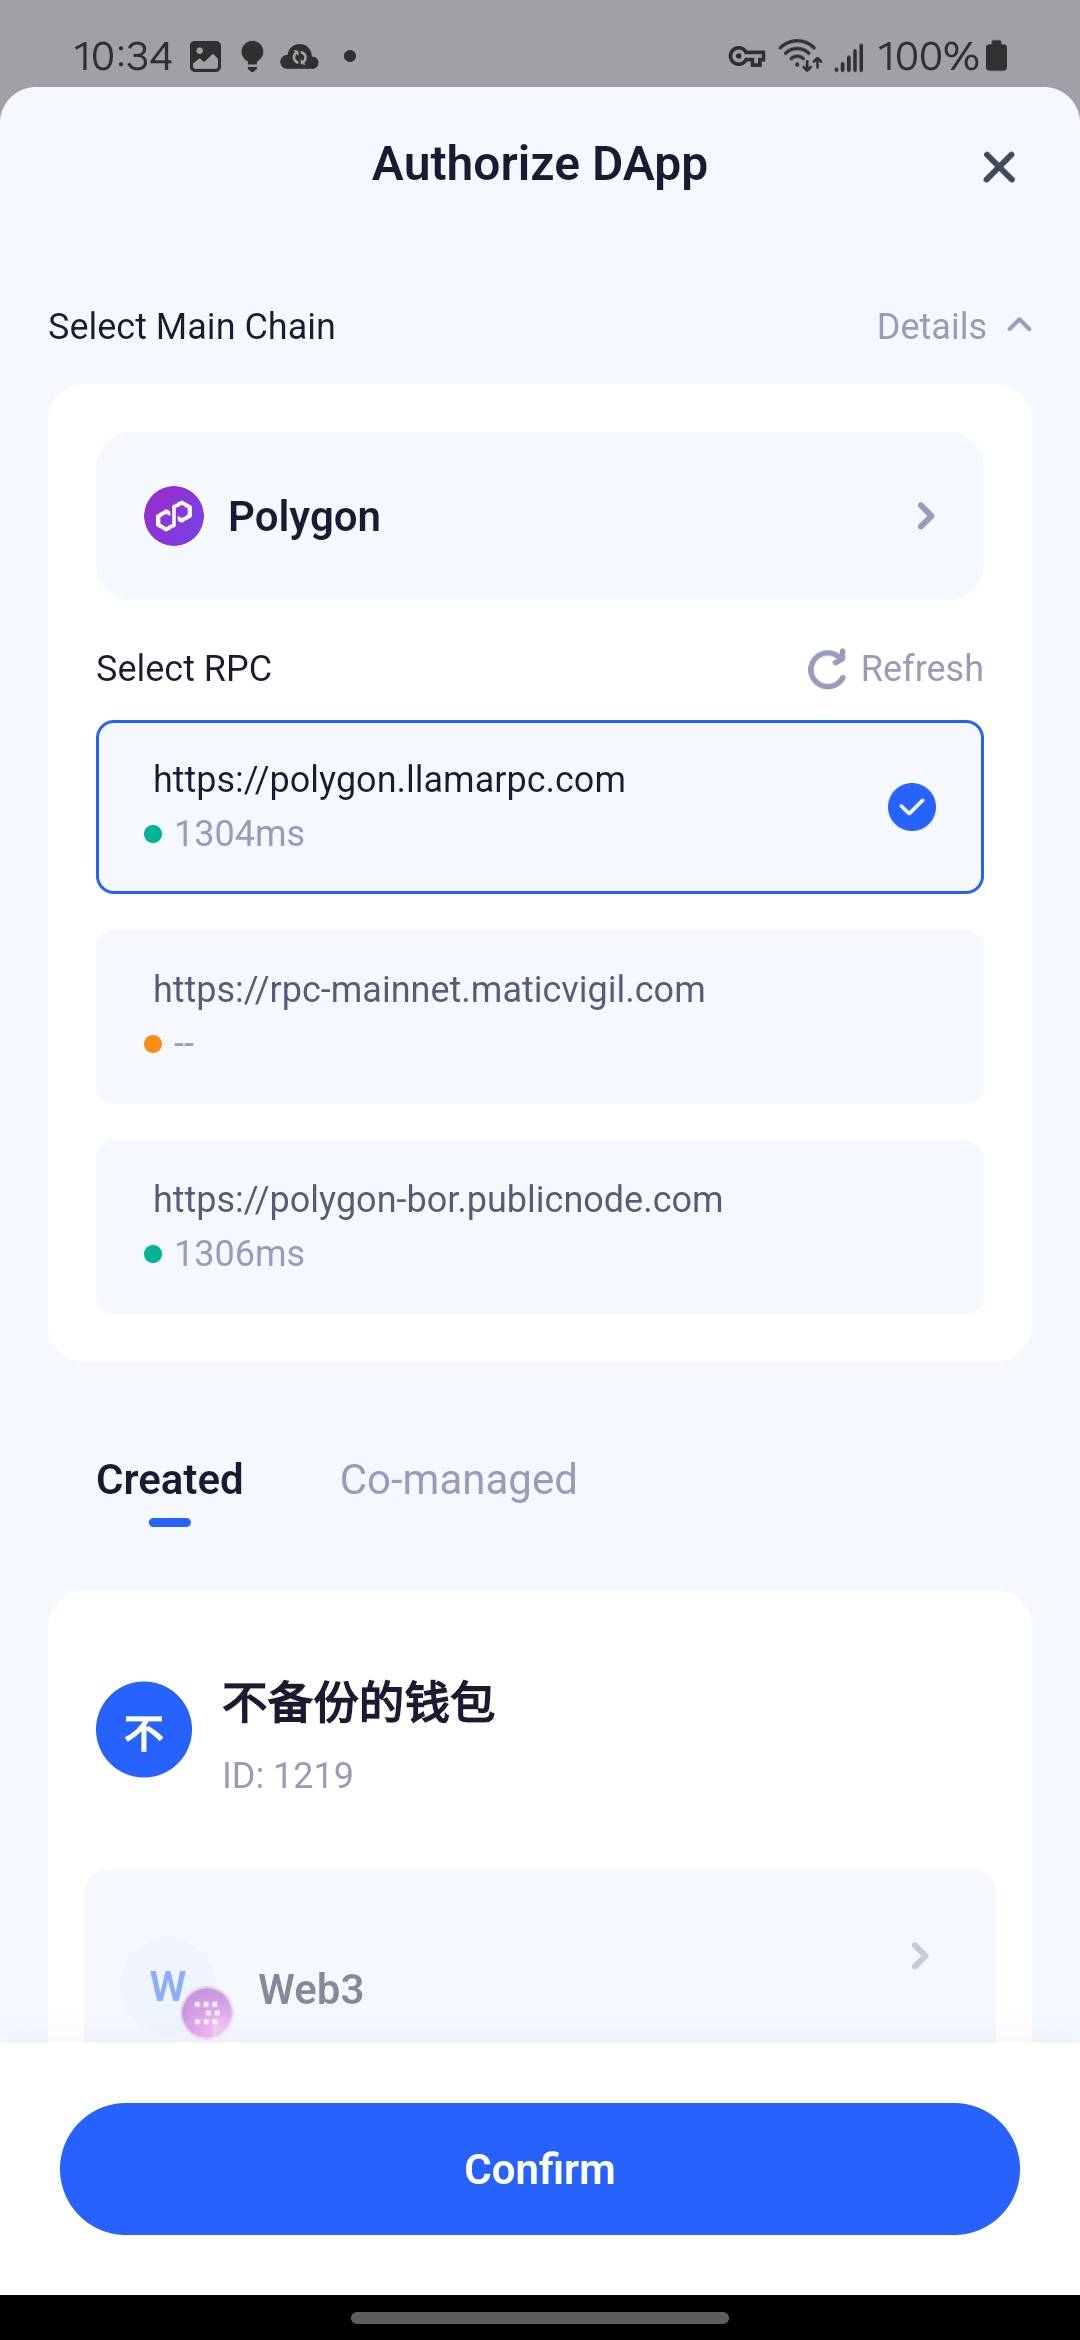 10:34
100%
Authorize DApp
Select Main Chain
Details
Polygon
Select RPC
Refresh
https://polygon.llamarpc.com
1304ms
https://rpc-mainnet.maticvigil.com
--
https://polygon-bor.publicnode.com
1306ms
Created
Co-managed
不
不备份的钱包
ID: 1219
W
Web3
Confirm